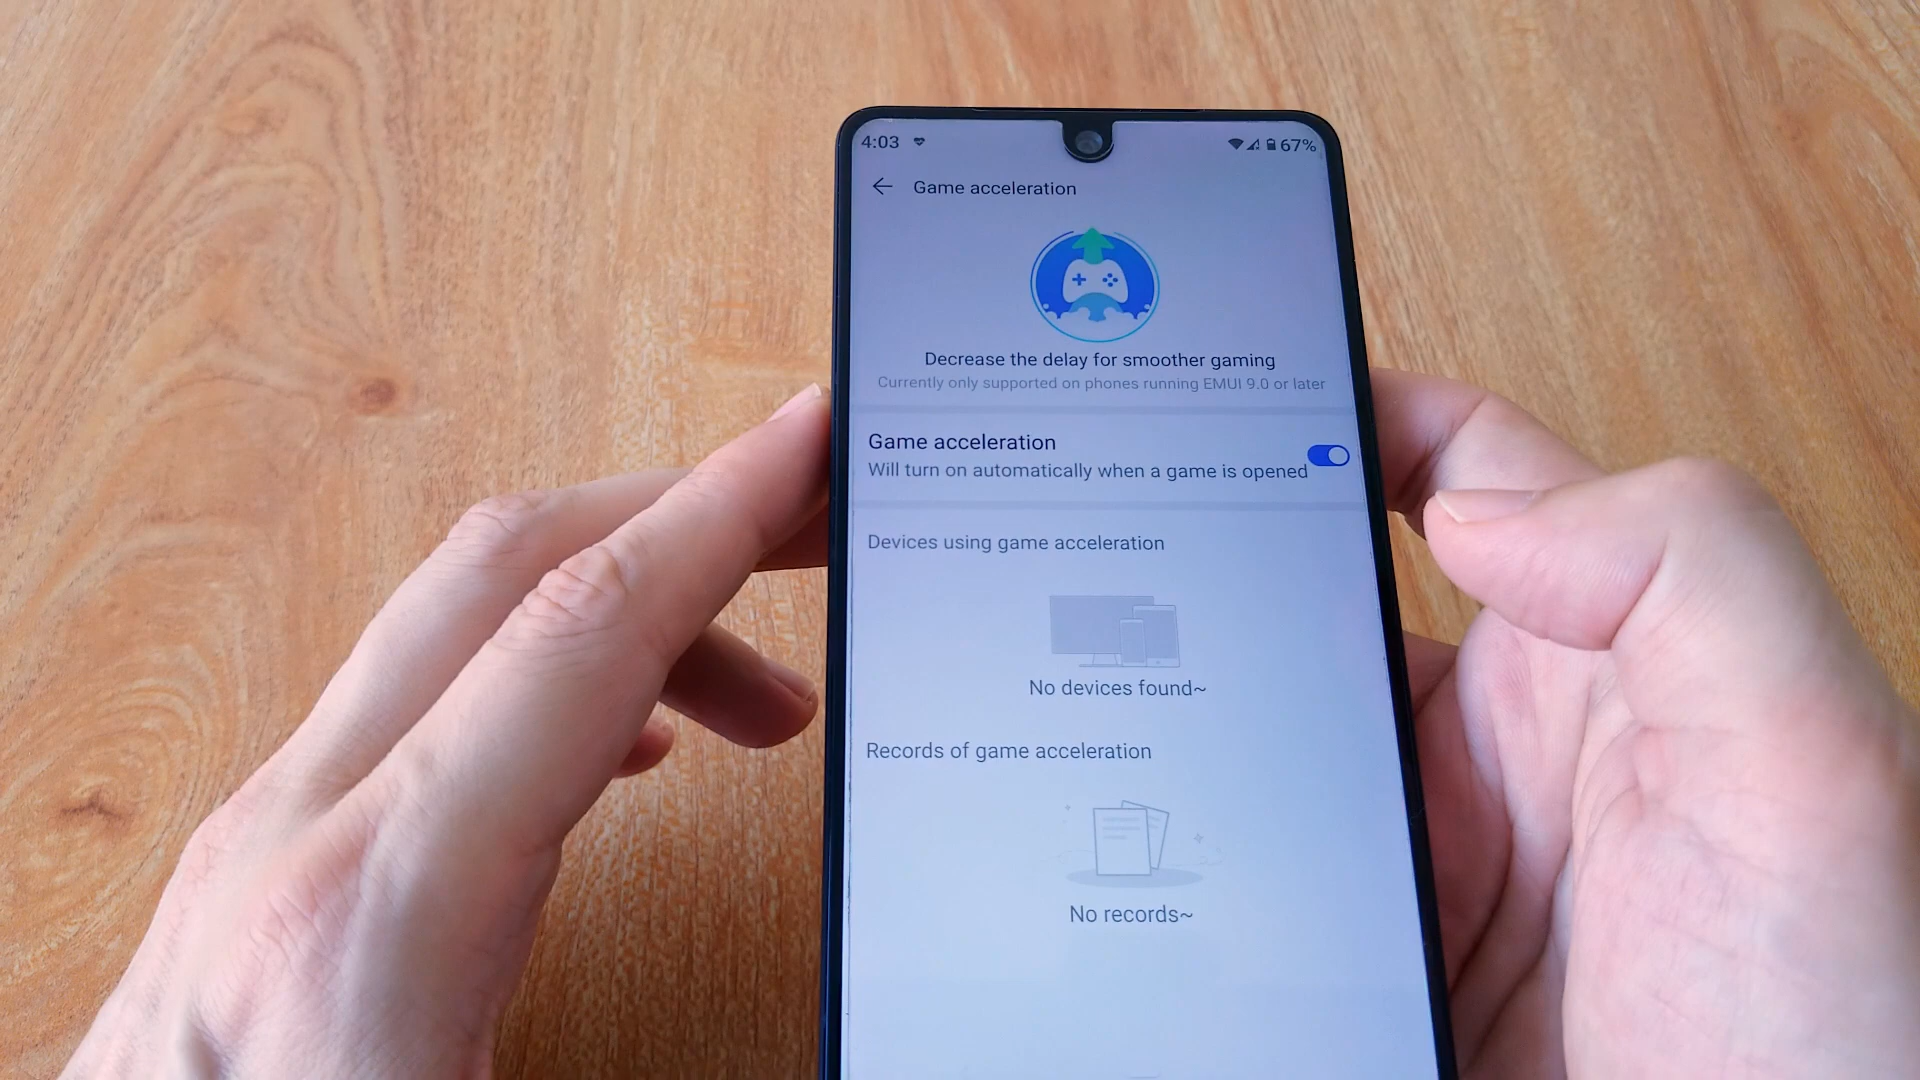 4:03 67%
Game acceleration
Decrease the delay for smoother gaming
Currently only supported on phones running EMUI 9.0 or later
Game acceleration
Will turn on automatically when a game is opened
Devices using game acceleration
No devices found~
Records of game acceleration
No records~